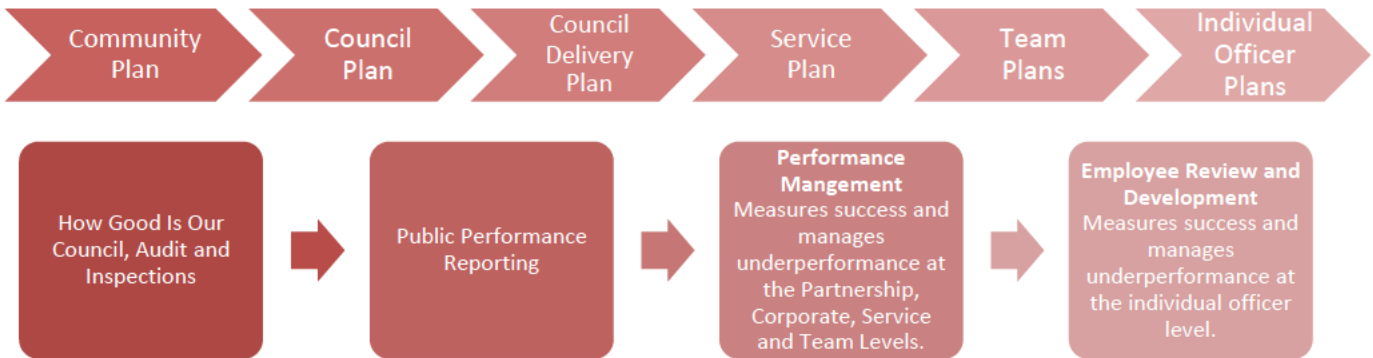 Community
Plan
Council
Plan
Council
Delivery
Plan
Service
Plan
Team
Plans
Individual
Officer
Plans
How Good Is Our
Council, Audit and
Inspections
Public Performance
Reporting
Performance
Mangement
Measures success and
manages
underperformance at
the Partnership,
Corporate, Service
and Team Levels.
Employee Review and
Development
Measures success and
manages
underperformance at
the individual officer
level.